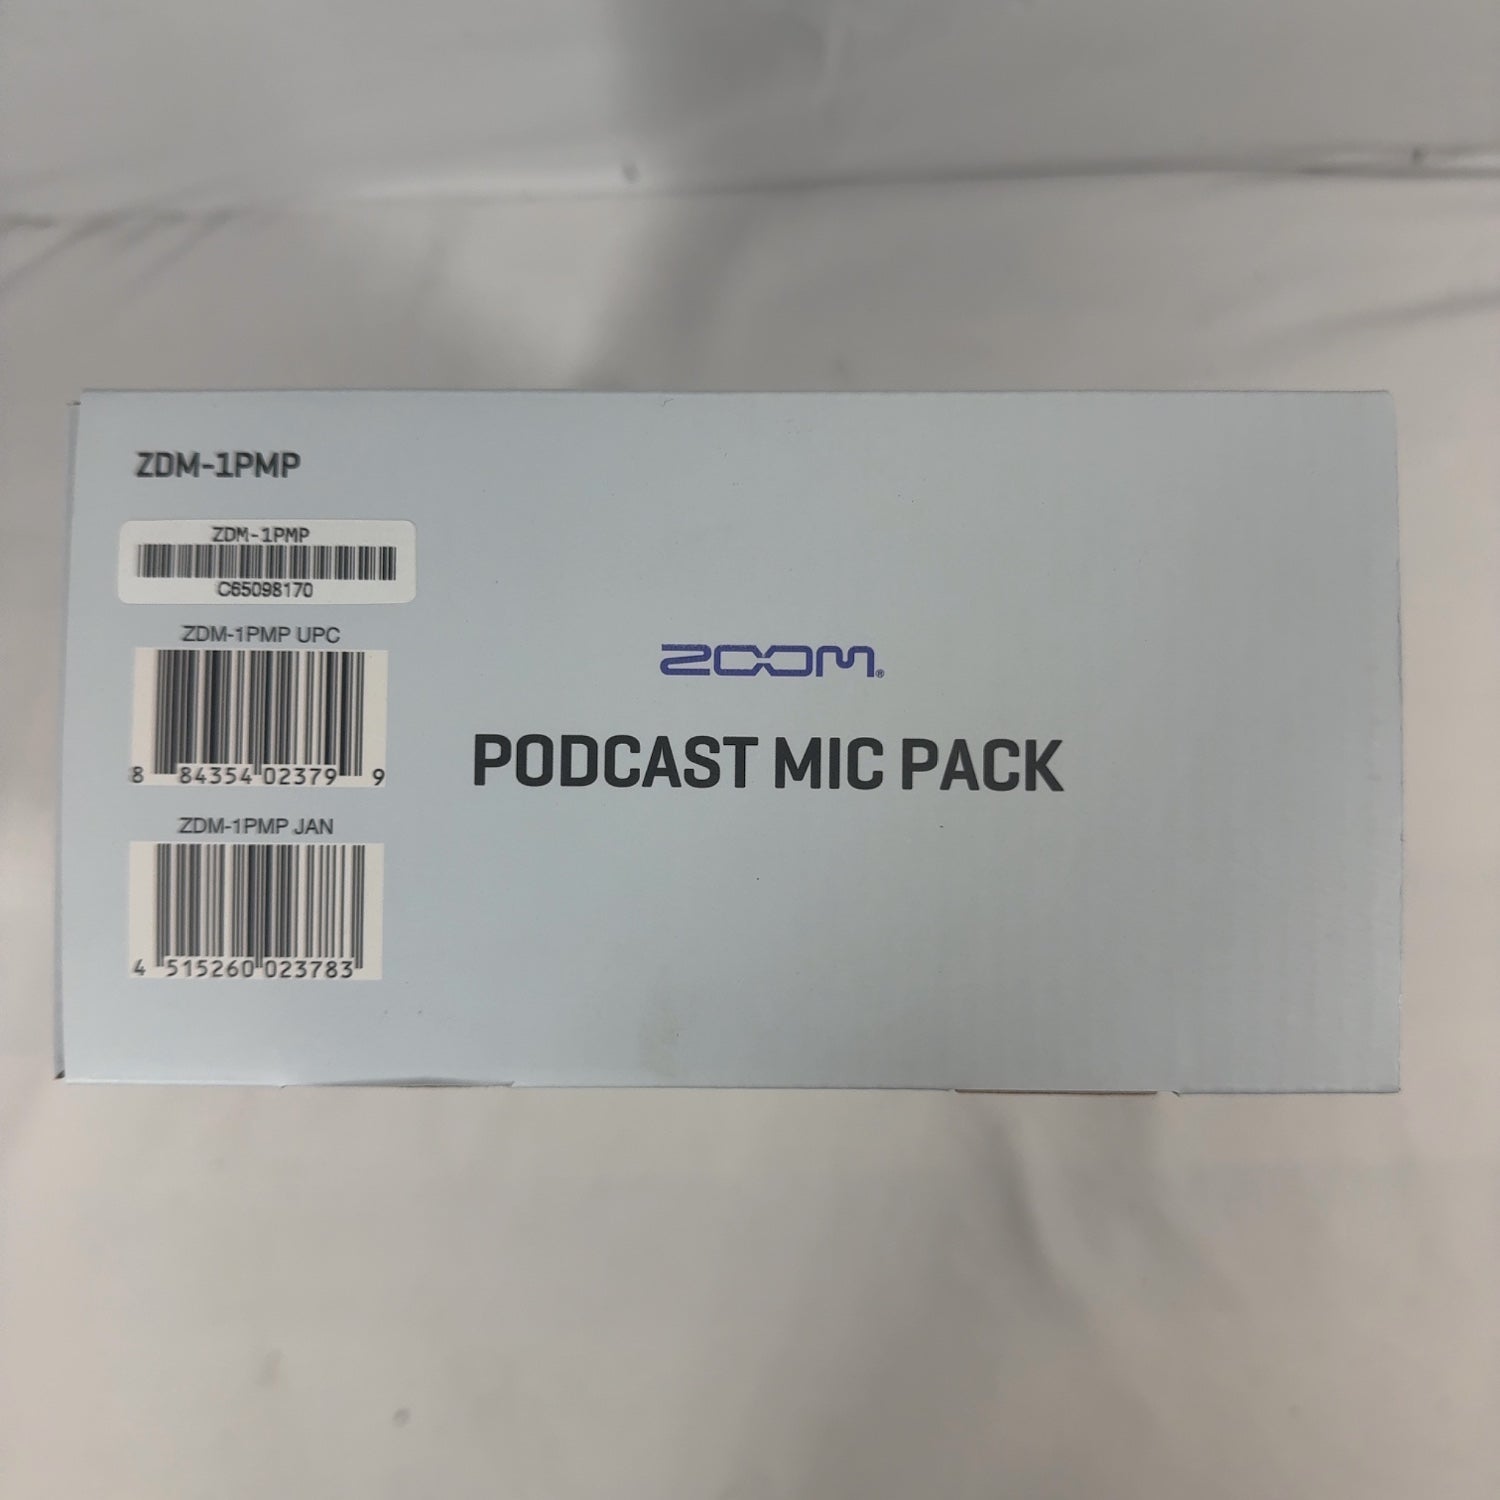 ZDM-1PMP
ZDM-1PMP
C65098170
ZDM-1PMP UPC
8 84354 02379 9
ZDM-1PMP JAN
4 515260 023783
ZOOM®
PODCAST MIC PACK